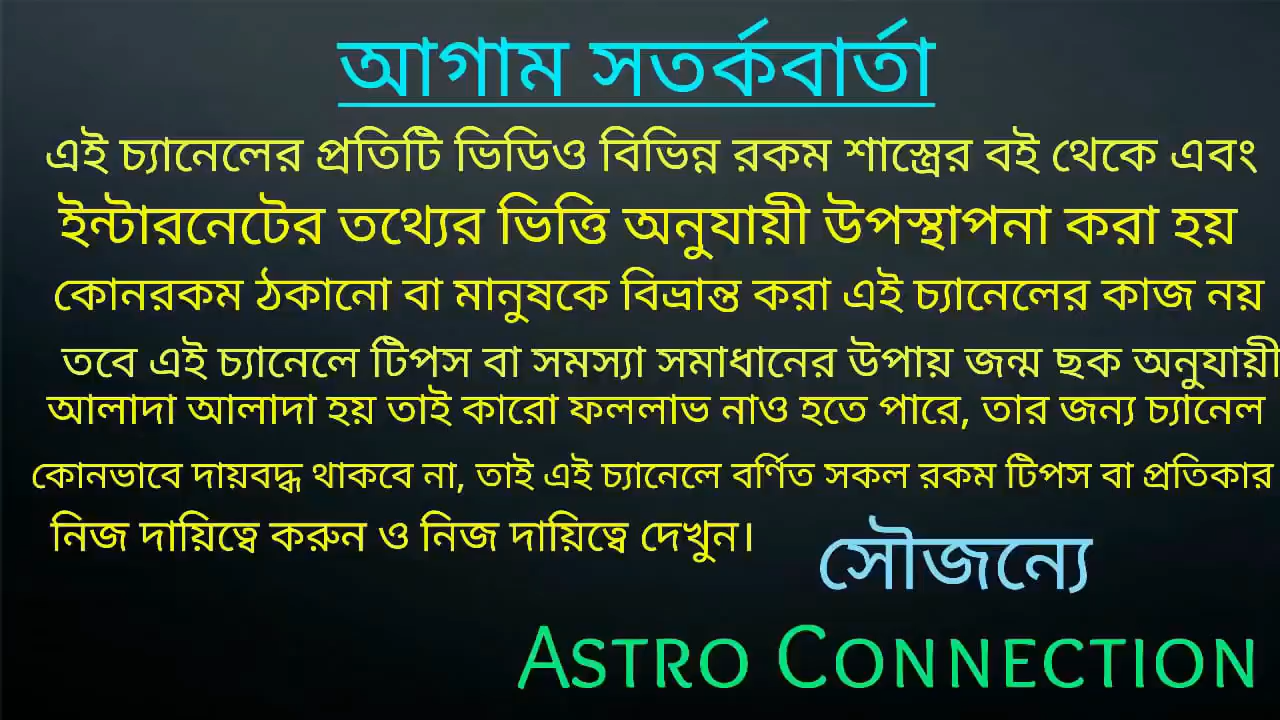 আগাম সতর্কবার্তা
এই চ্যানেলের প্রতিটি ভিডিও বিভিন্ন রকম শাস্ত্রের বই থেকে এবং
ইন্টারনেটের তথ্যের ভিত্তি অনুযায়ী উপস্থাপনা করা হয়
কোনরকম ঠকানো বা মানুষকে বিভ্রান্ত করা এই চ্যানেলের কাজ নয়
তবে এই চ্যানেলে টিপস বা সমস্যা সমাধানের উপায় জন্ম ছক অনুযায়ী
আলাদা আলাদা হয় তাই কারো ফললাভ নাও হতে পারে, তার জন্য চ্যানেল
কোনভাবে দায়বদ্ধ থাকবে না, তাই এই চ্যানেলে বর্ণিত সকল রকম টিপস বা প্রতিকার
নিজ দায়িত্বে করুন ও নিজ দায়িত্বে দেখুন।
সৌজন্যে
ASTRO CONNECTION